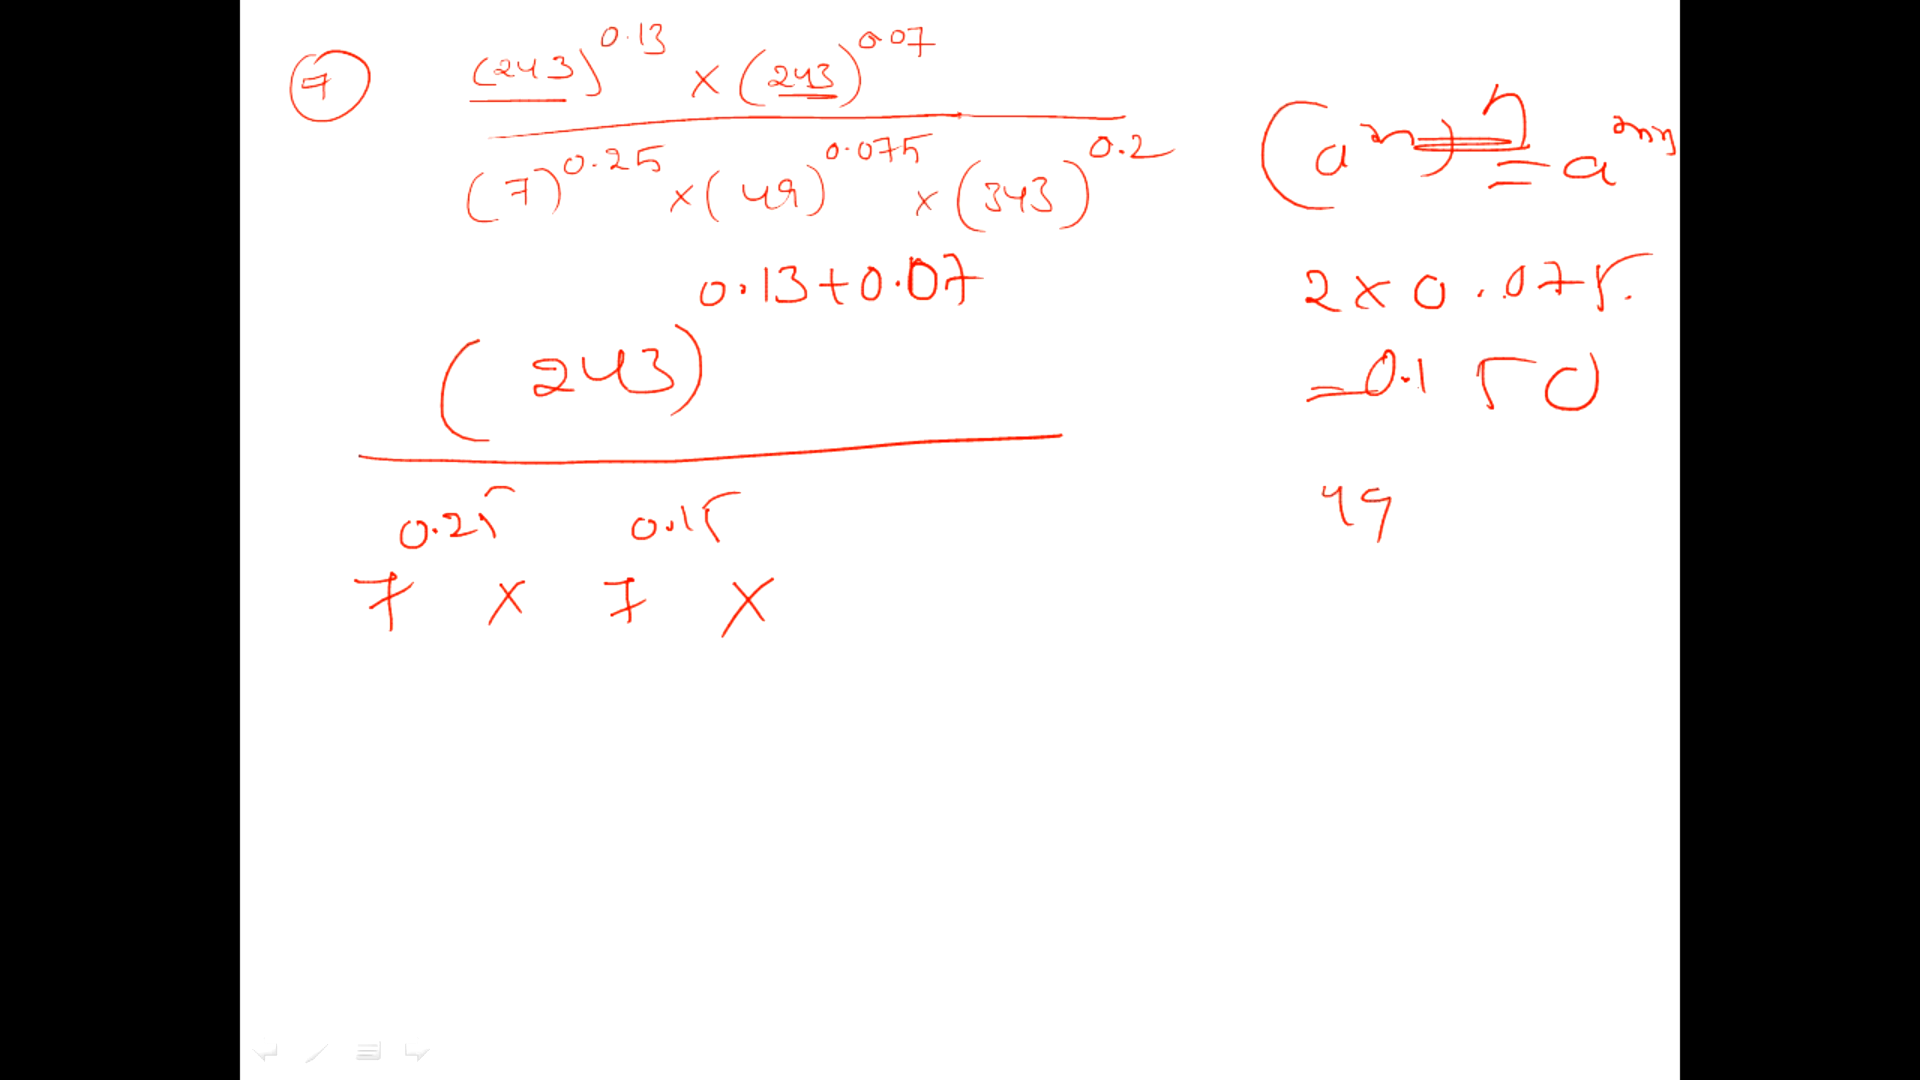 7
(243)^0.13 × (243)^0.07
(7)^0.25 × (49)^0.075 × (343)^0.2
(a^m)^n = a^mn
0.13+0.07
(243)
2 × 0.075
= 0.150
49
0.25 0.15
7 × 7 ×